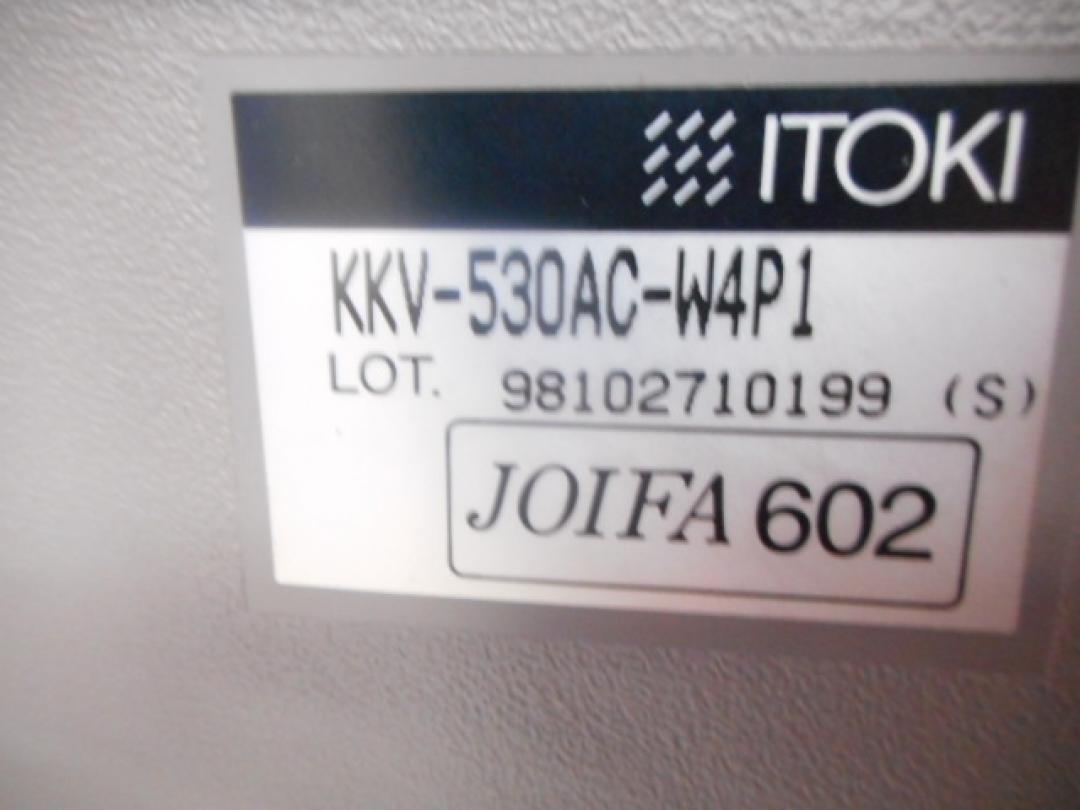 ITOKI
KKV-530AC-W4P1
LOT. 98102710199 (S)
JOIFA 602